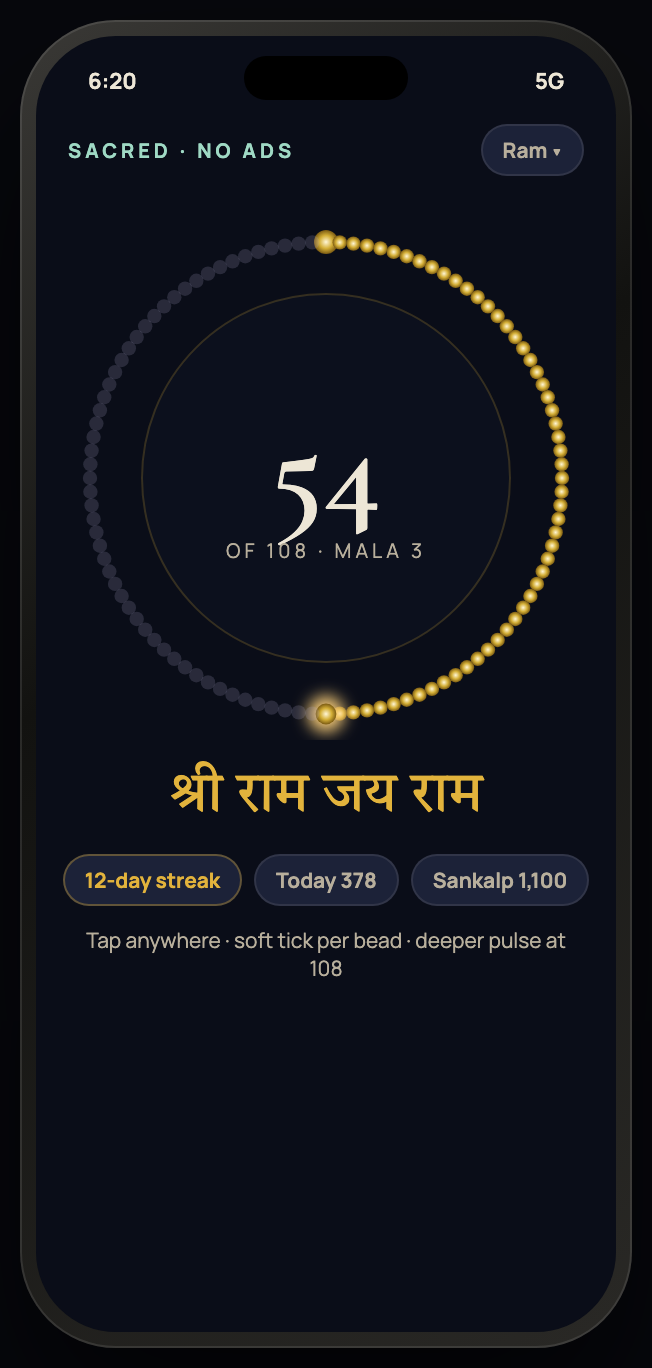 6:20 5G
SACRED · NO ADS Ram ▾
54
OF 108 · MALA 3
श्री राम जय राम
12-day streak Today 378 Sankalp 1,100
Tap anywhere · soft tick per bead · deeper pulse at
108